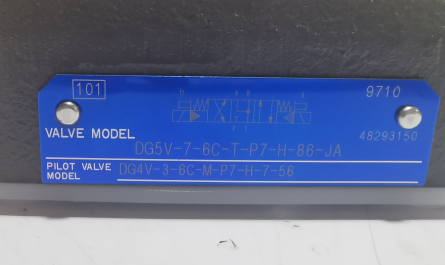 101
9710
VALVE MODEL
48293150
DG5V-7-6C-T-P7-H-86-JA
PILOT VALVE MODEL
DG4V-3-6C-M-P7-H-7-56